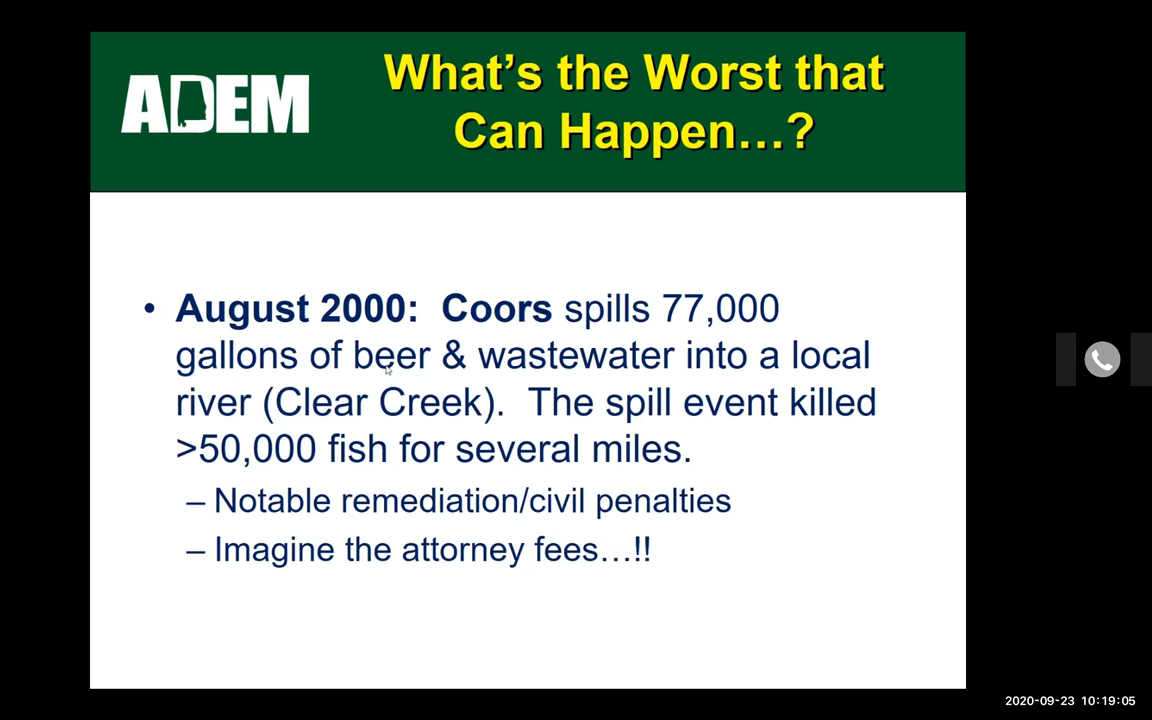 ADEM
What's the Worst that
Can Happen...?
• August 2000: Coors spills 77,000
gallons of beer & wastewater into a local
river (Clear Creek). The spill event killed
>50,000 fish for several miles.
– Notable remediation/civil penalties
– Imagine the attorney fees...!!
2020-09-23 10:19:05